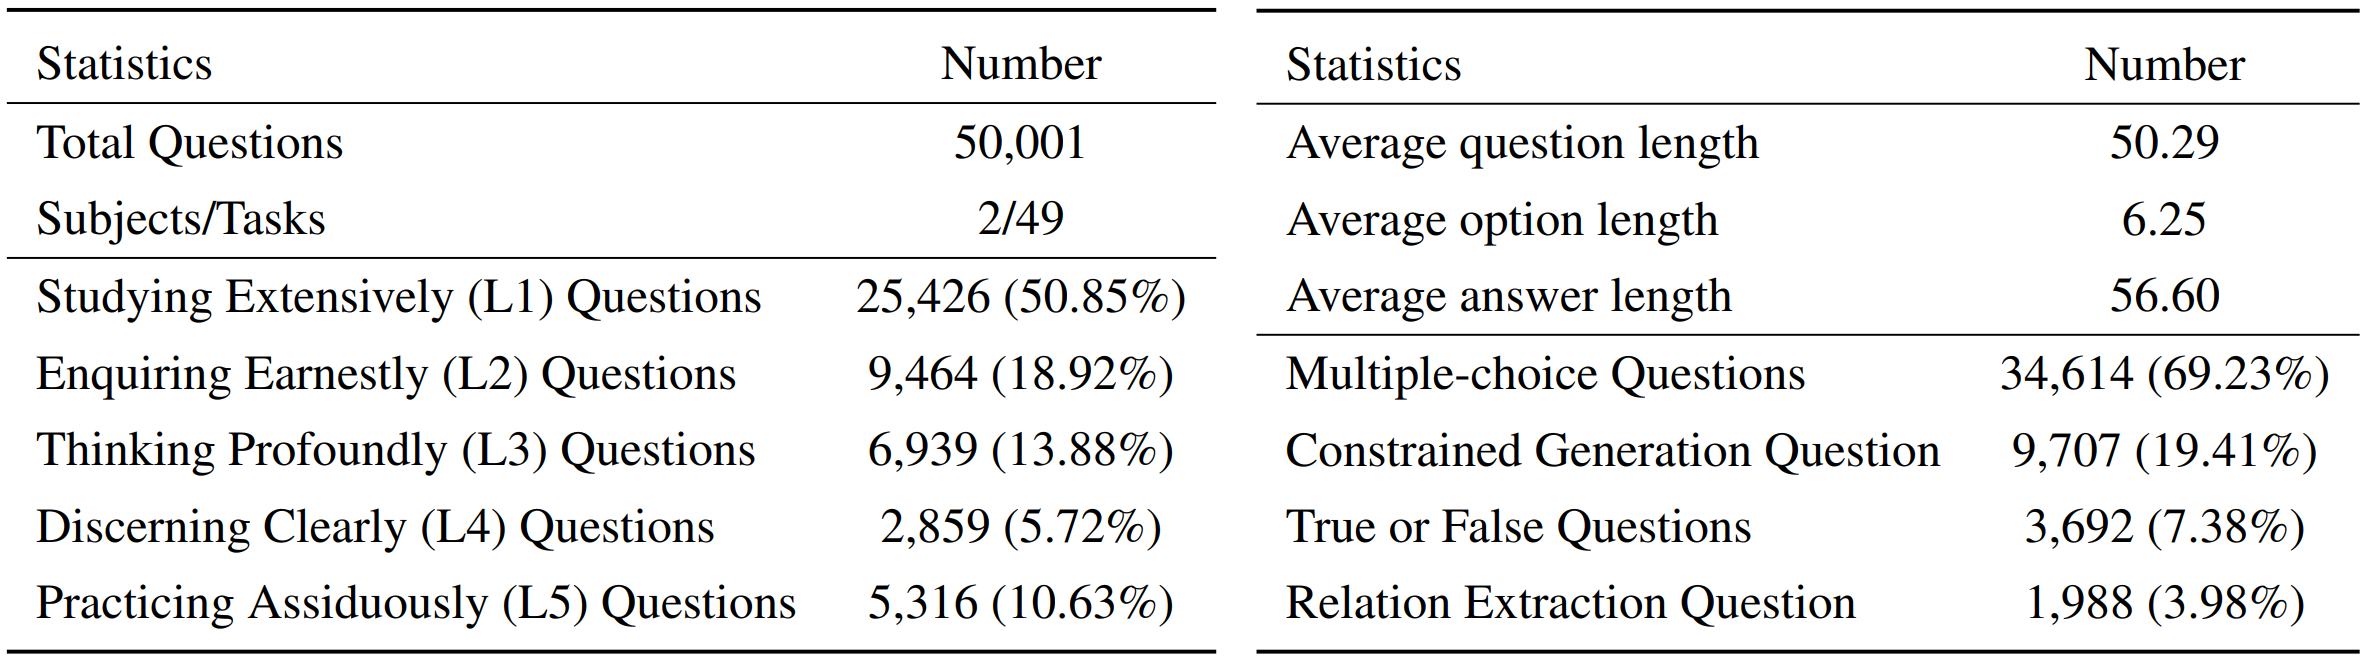 Statistics Number
Total Questions 50,001
Subjects/Tasks 2/49
Studying Extensively (L1) Questions 25,426 (50.85%)
Enquiring Earnestly (L2) Questions 9,464 (18.92%)
Thinking Profoundly (L3) Questions 6,939 (13.88%)
Discerning Clearly (L4) Questions 2,859 (5.72%)
Practicing Assiduously (L5) Questions 5,316 (10.63%)
Statistics Number
Average question length 50.29
Average option length 6.25
Average answer length 56.60
Multiple-choice Questions 34,614 (69.23%)
Constrained Generation Question 9,707 (19.41%)
True or False Questions 3,692 (7.38%)
Relation Extraction Question 1,988 (3.98%)